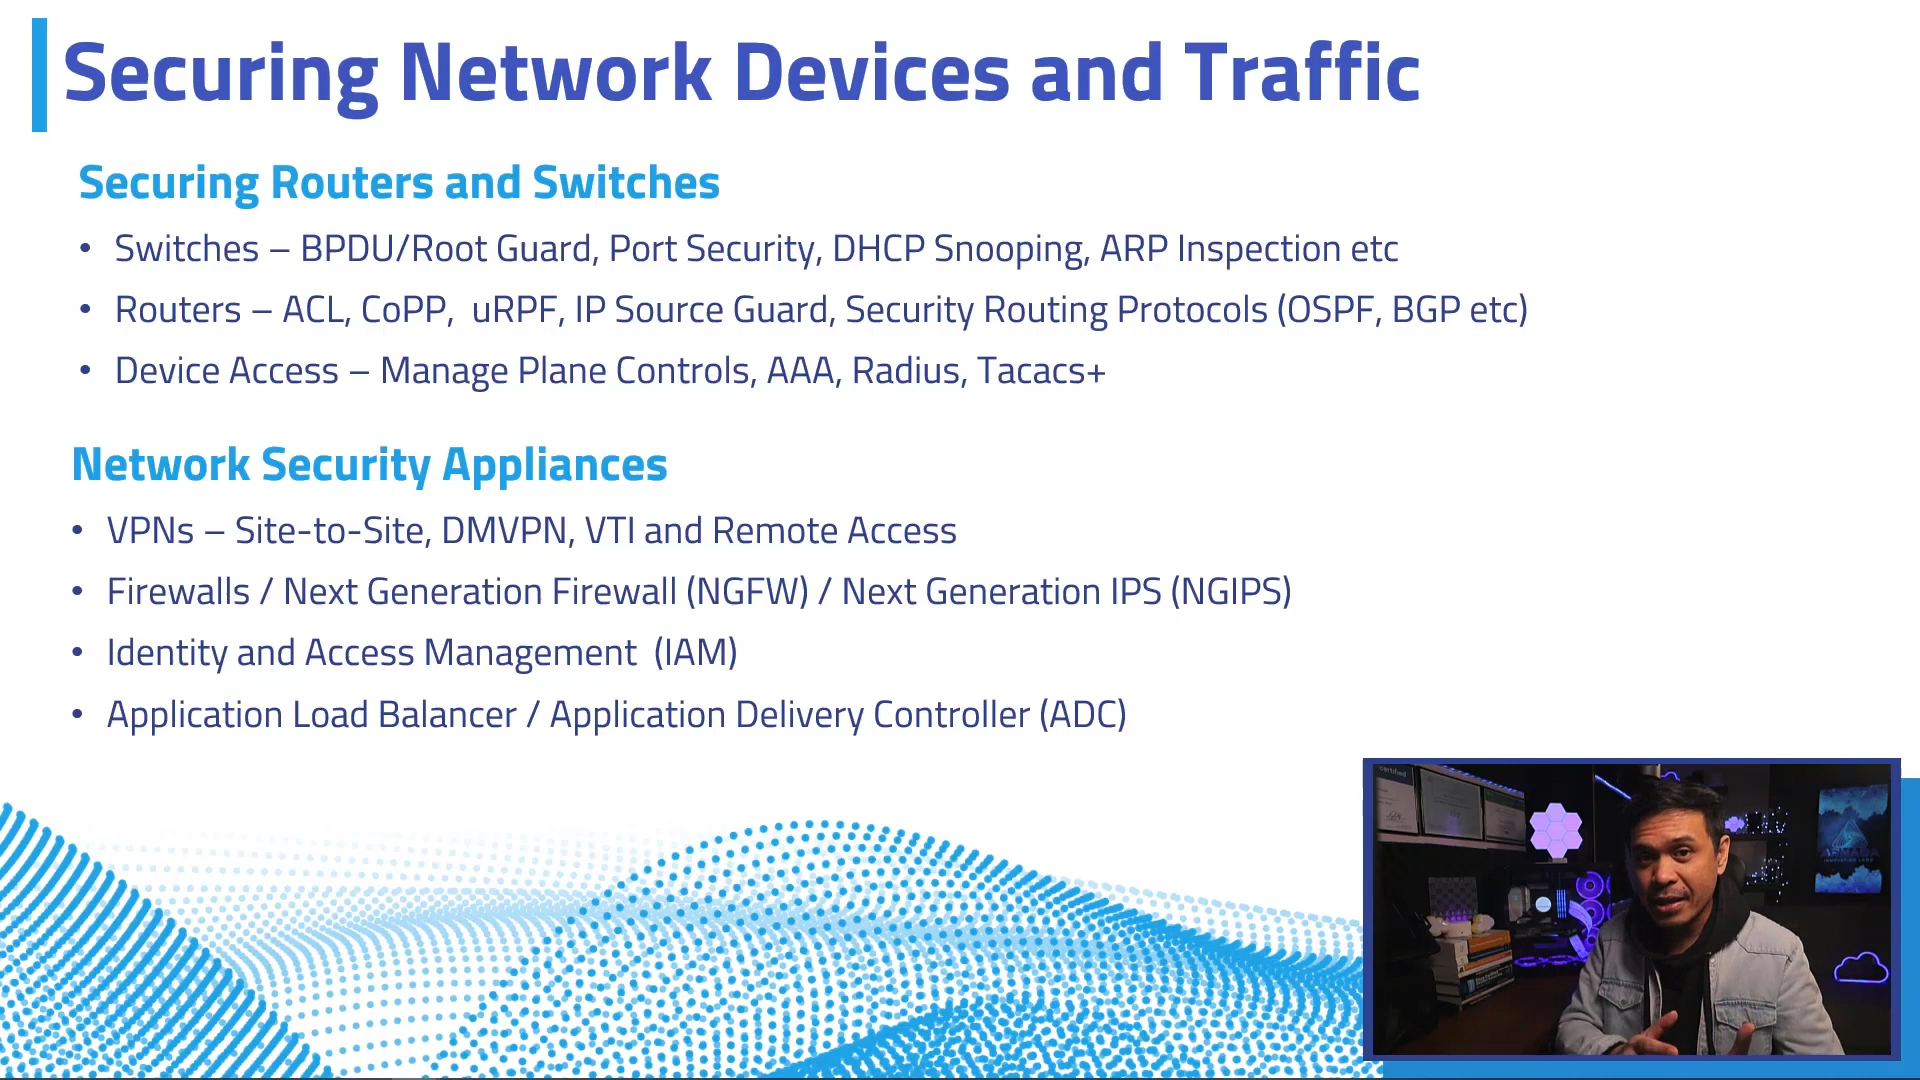 Securing Network Devices and Traffic
Securing Routers and Switches
• Switches – BPDU/Root Guard, Port Security, DHCP Snooping, ARP Inspection etc
• Routers – ACL, CoPP,  uRPF, IP Source Guard, Security Routing Protocols (OSPF, BGP etc)
• Device Access – Manage Plane Controls, AAA, Radius, Tacacs+
Network Security Appliances
• VPNs – Site-to-Site, DMVPN, VTI and Remote Access
• Firewalls / Next Generation Firewall (NGFW) / Next Generation IPS (NGIPS)
• Identity and Access Management  (IAM)
• Application Load Balancer / Application Delivery Controller (ADC)
certified